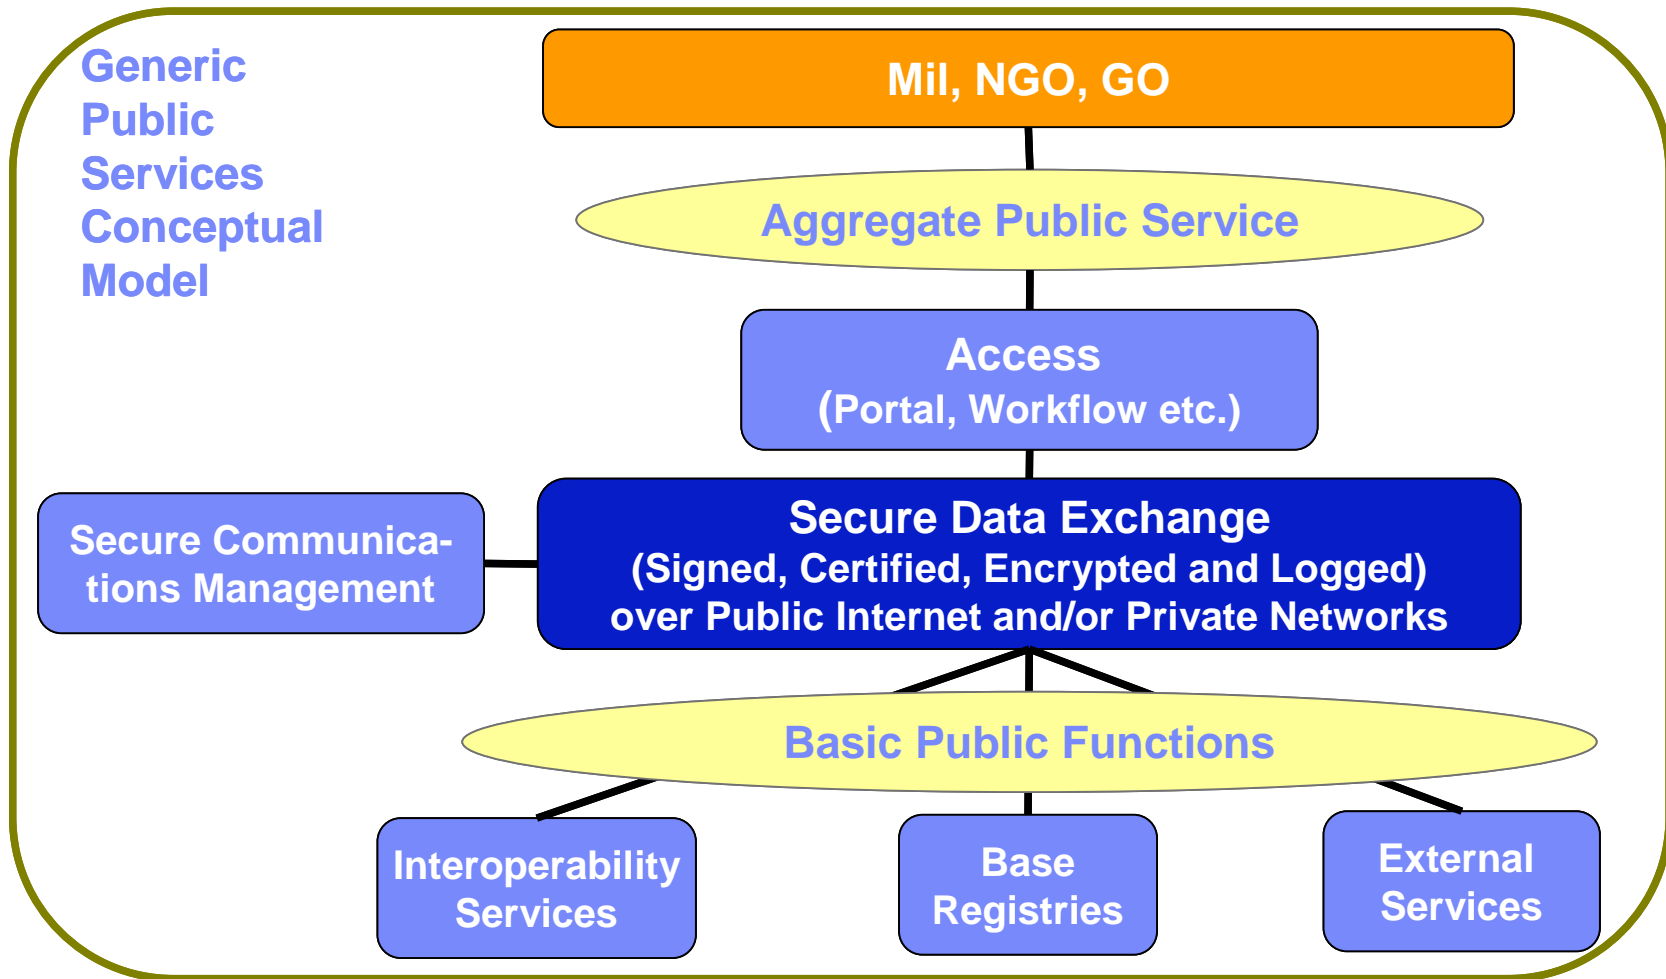 Generic
Public
Services
Conceptual
Model
Mil, NGO, GO
Aggregate Public Service
Access
(Portal, Workflow etc.)
Secure Communica-
tions Management
Secure Data Exchange
(Signed, Certified, Encrypted and Logged)
over Public Internet and/or Private Networks
Basic Public Functions
Interoperability
Services
Base
Registries
External
Services